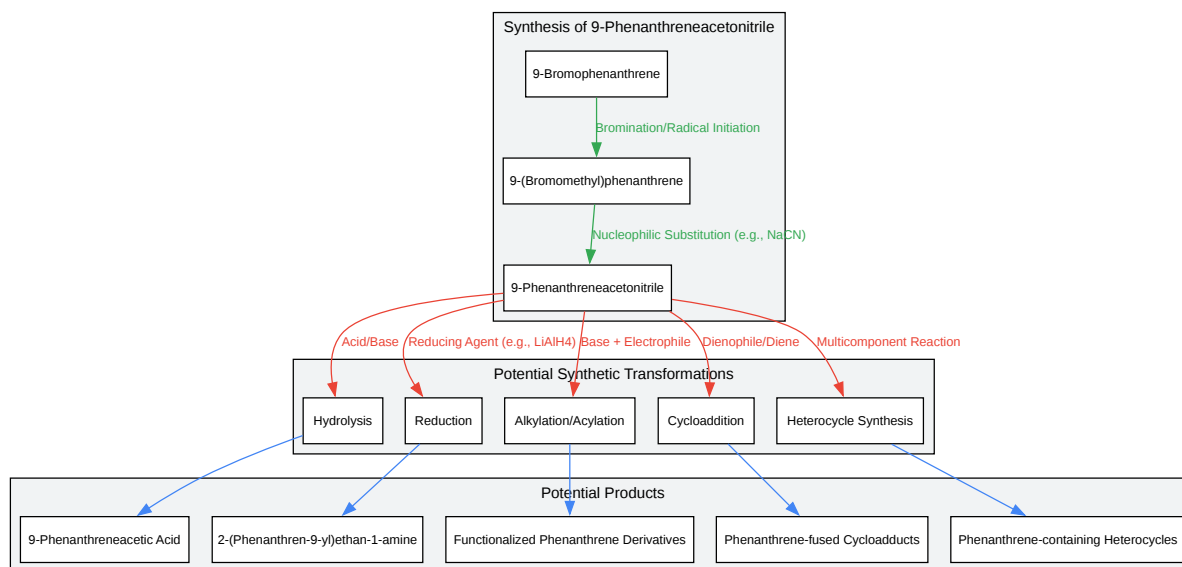 Synthesis of 9-Phenanthreneacetonitrile
9-Bromophenanthrene
Bromination/Radical Initiation
9-(Bromomethyl)phenanthrene
Nucleophilic Substitution (e.g., NaCN)
9-Phenanthreneacetonitrile
Acid/Base
Reducing Agent (e.g., LiAlH4)
Base + Electrophile
Dienophile/Diene
Multicomponent Reaction
Potential Synthetic Transformations
Hydrolysis
Reduction
Alkylation/Acylation
Cycloaddition
Heterocycle Synthesis
Potential Products
9-Phenanthreneacetic Acid
2-(Phenanthren-9-yl)ethan-1-amine
Functionalized Phenanthrene Derivatives
Phenanthrene-fused Cycloadducts
Phenanthrene-containing Heterocycles